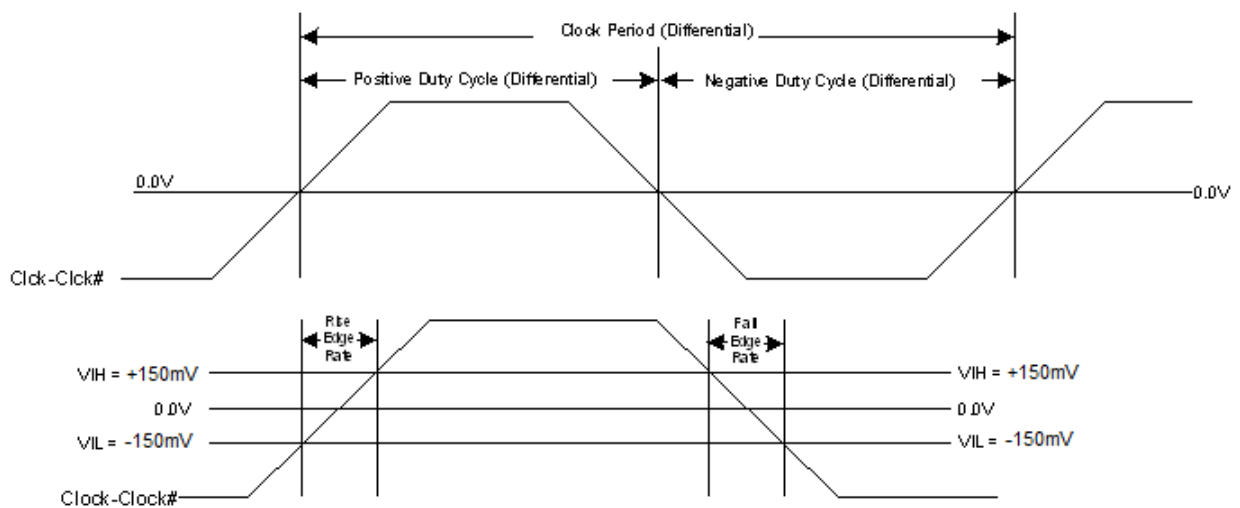 Clock Period (Differential)
Positive Duty Cycle (Differential)
Negative Duty Cycle (Differential)
0.0V
0.0V
Clck-Clck#
Rise
Edge
Rate
Fall
Edge
Rate
VIH = +150mV
VIH = +150mV
0.0V
0.0V
VIL = -150mV
VIL = -150mV
Clock-Clock#